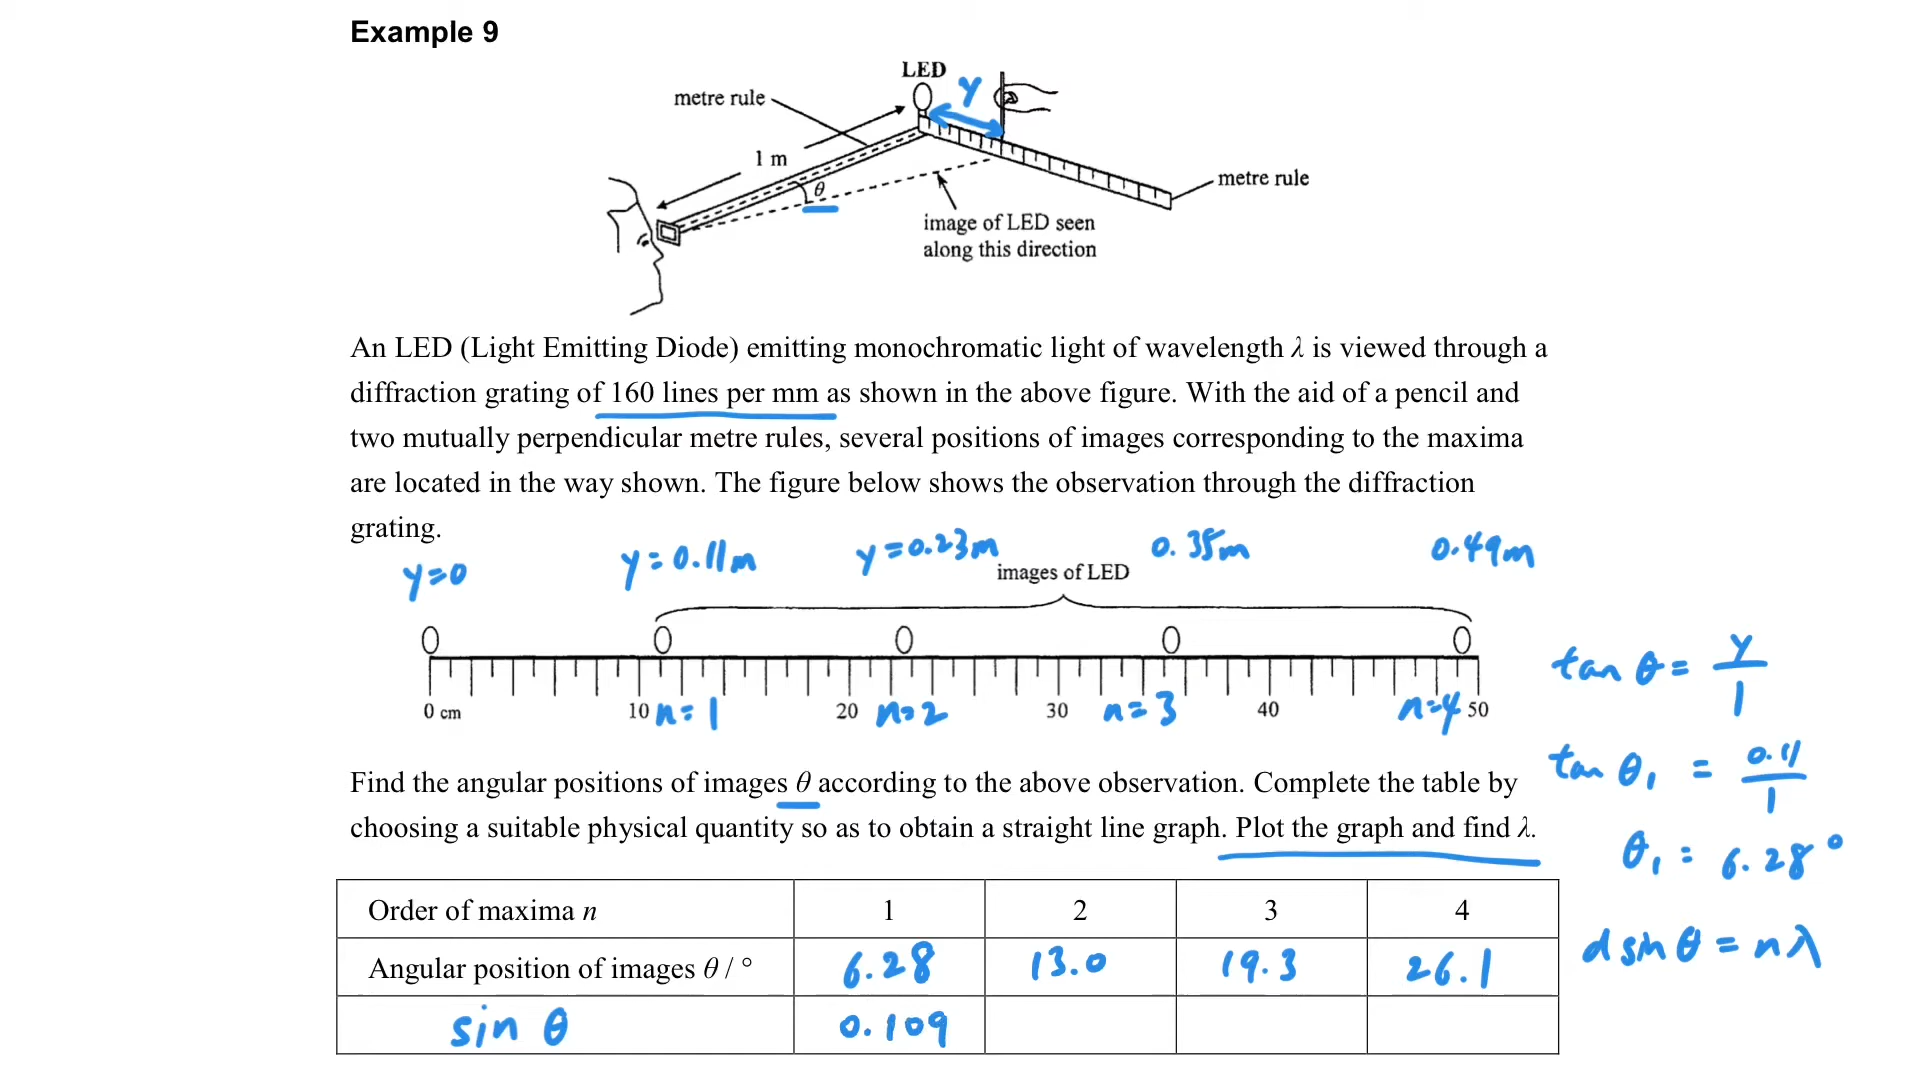 Example 9
LED
Y
metre rule
1 m
θ
metre rule
image of LED seen
along this direction
An LED (Light Emitting Diode) emitting monochromatic light of wavelength λ is viewed through a
diffraction grating of 160 lines per mm as shown in the above figure. With the aid of a pencil and
two mutually perpendicular metre rules, several positions of images corresponding to the maxima
are located in the way shown. The figure below shows the observation through the diffraction
grating.
y=0 y=0.11m y=0.23m 0.35m 0.49m
images of LED
0 cm 10 n=1 20 n=2 30 n=3 40 n=4 50
tan θ = y/1
Find the angular positions of images θ according to the above observation. Complete the table by
choosing a suitable physical quantity so as to obtain a straight line graph. Plot the graph and find λ.
tan θ₁ = 0.11/1
θ₁ = 6.28°
Order of maxima n 1 2 3 4
Angular position of images θ / ° 6.28 13.0 19.3 26.1
sin θ 0.109
d sin θ = nλ